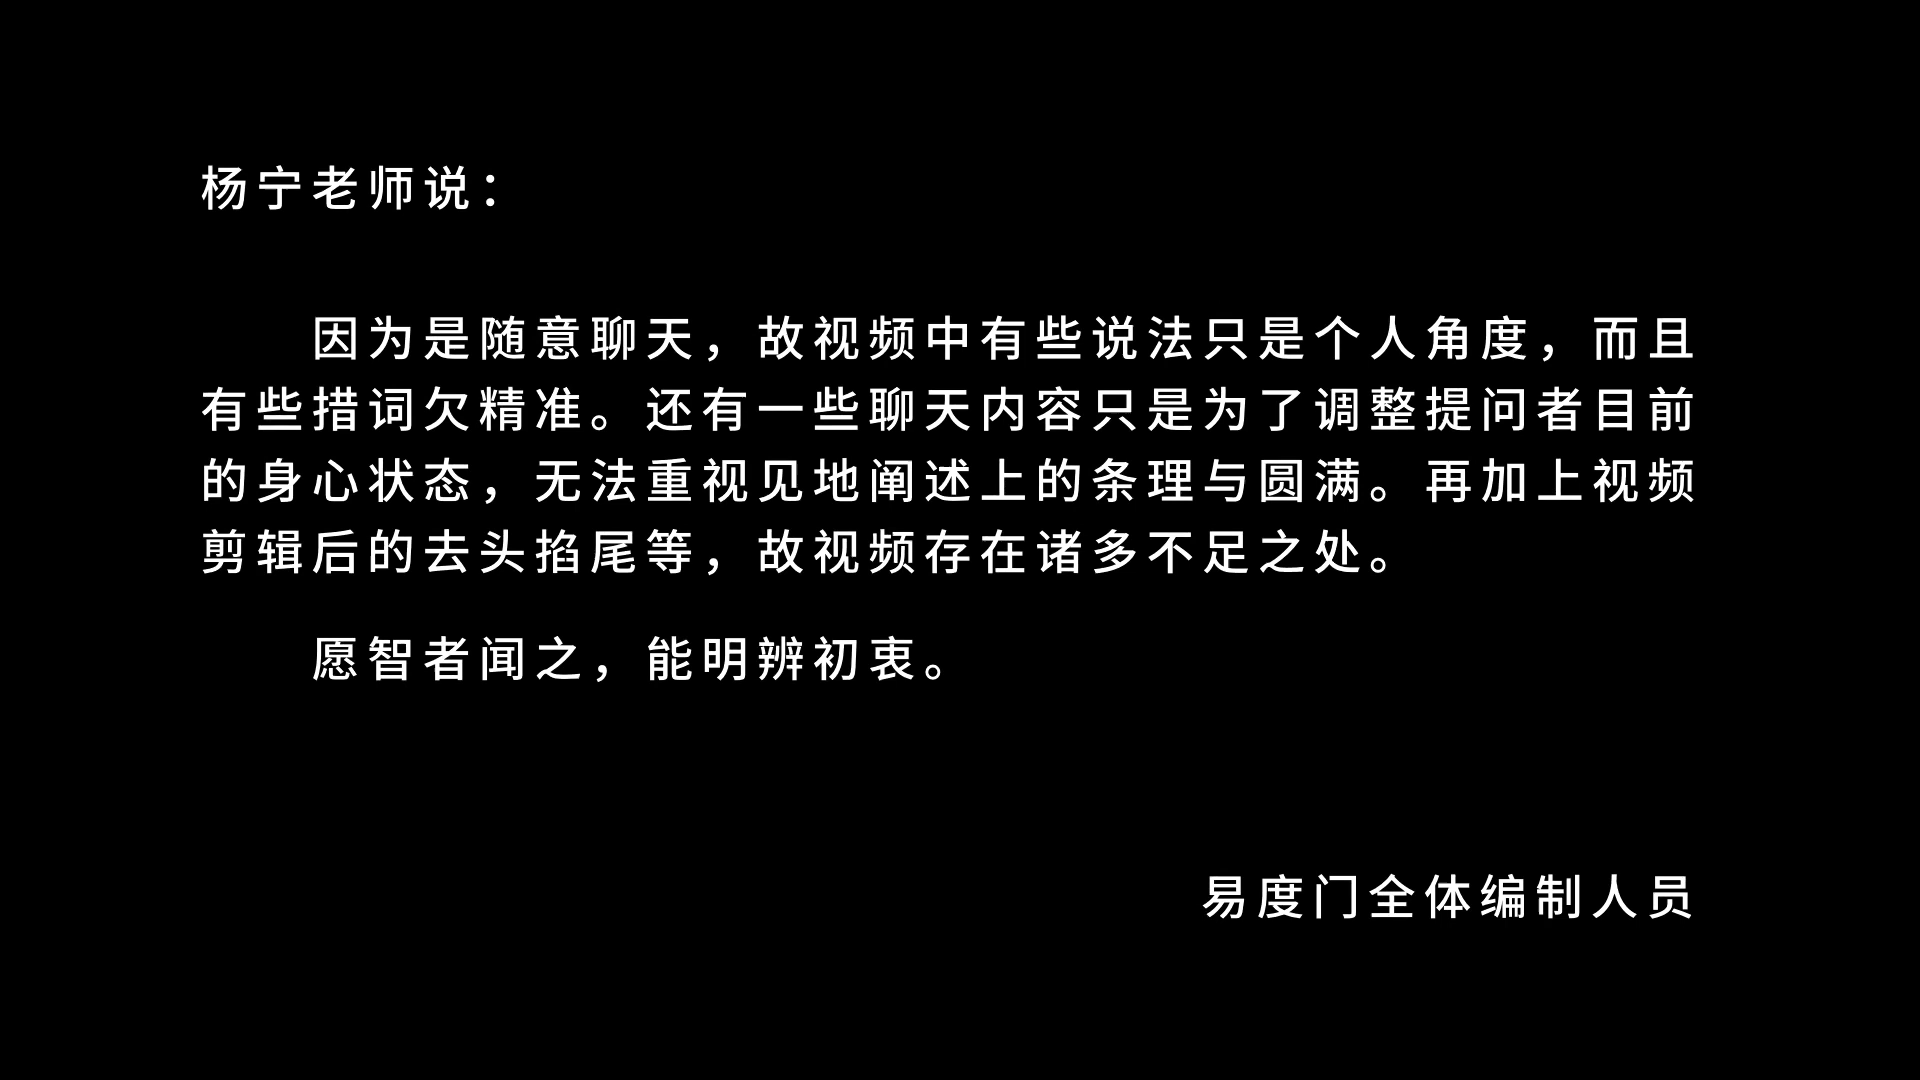 杨宁老师说：
因为是随意聊天，故视频中有些说法只是个人角度，而且
有些措词欠精准。还有一些聊天内容只是为了调整提问者目前
的身心状态，无法重视见地阐述上的条理与圆满。再加上视频
剪辑后的去头掐尾等，故视频存在诸多不足之处。
愿智者闻之，能明辨初衷。
易度门全体编制人员